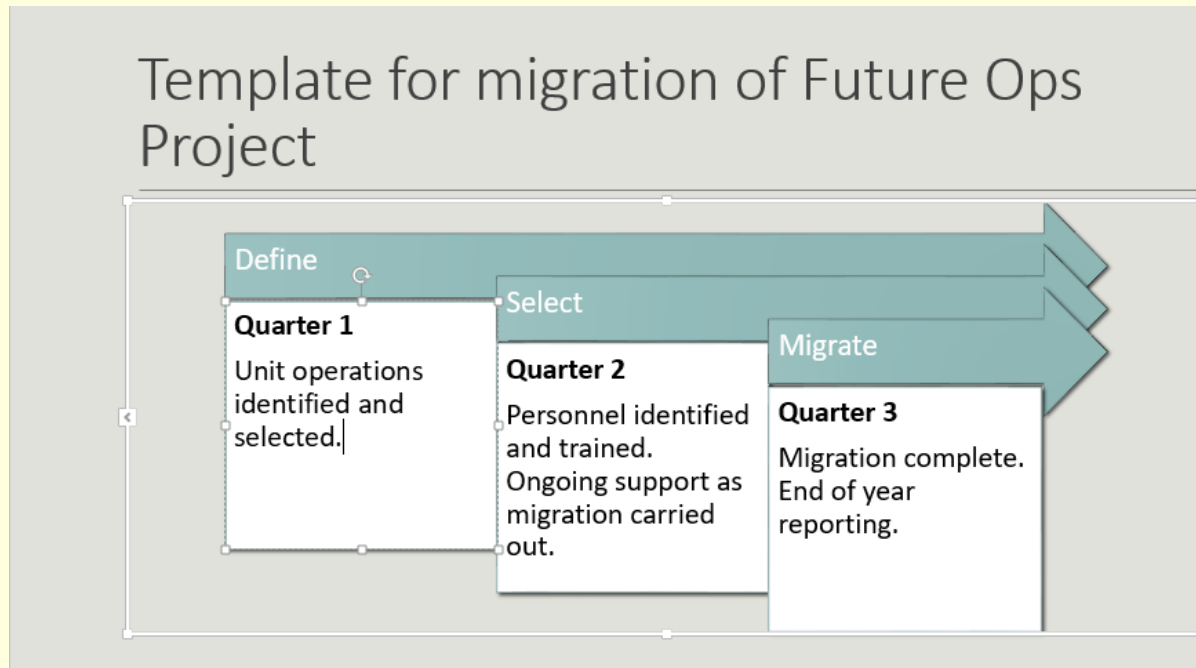 Template for migration of Future Ops
Project
Define
Quarter 1
Unit operations
identified and
selected.
Select
Quarter 2
Personnel identified
and trained.
Ongoing support as
migration carried
out.
Migrate
Quarter 3
Migration complete.
End of year
reporting.